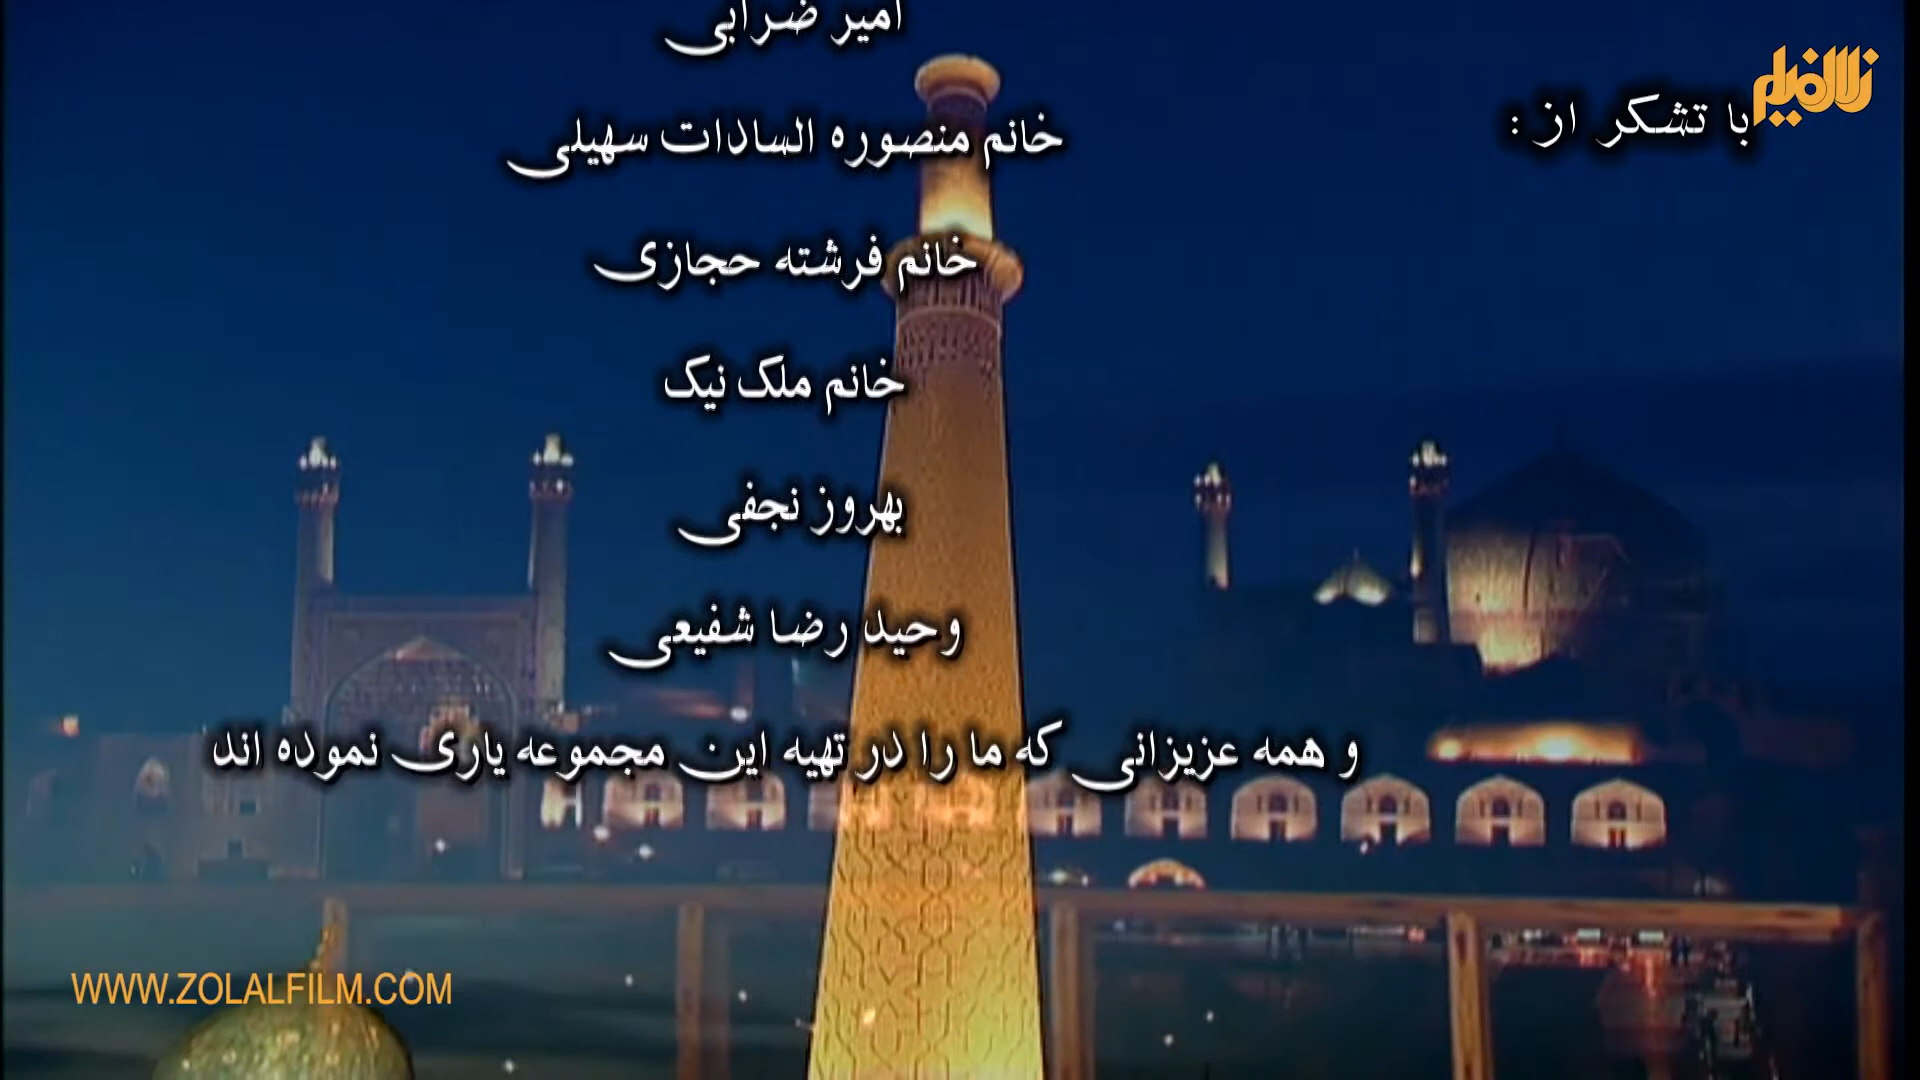 زلال فیلم
با تشکر از :
امیر ضرابی
خانم منصوره السادات سهیلی
خانم فرشته حجازی
خانم ملک نیک
بهروز نجفی
وحید رضا شفیعی
و همه عزیزانی که ما را در تهیه این مجموعه یاری نموده اند
WWW.ZOLALFILM.COM